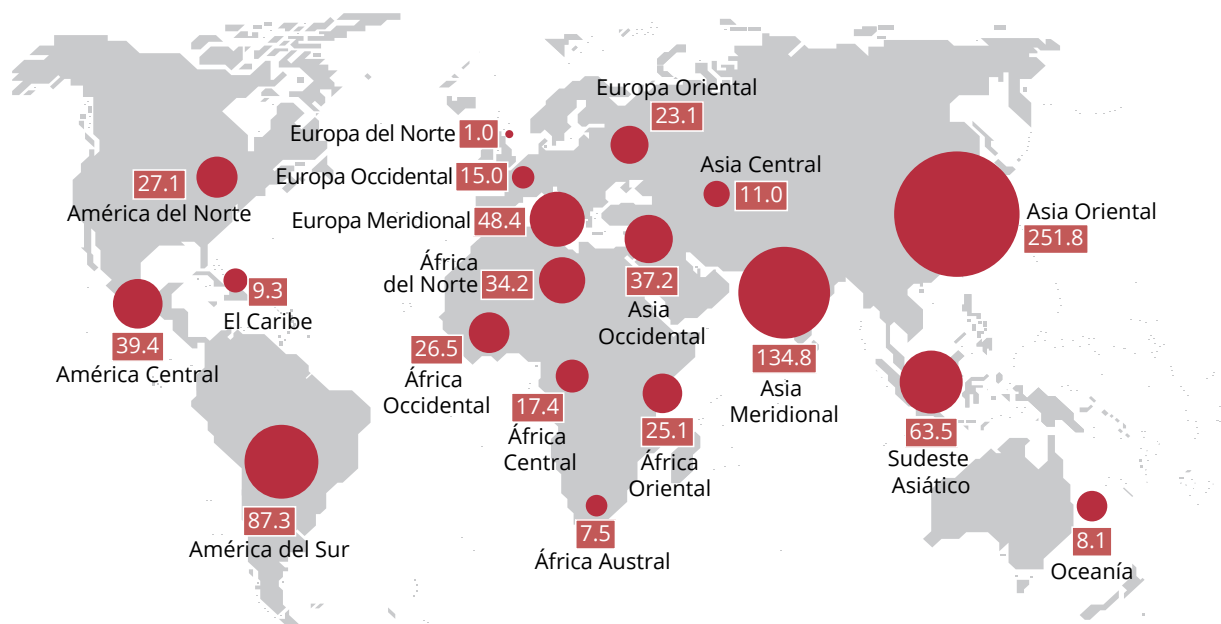 Europa Oriental
23.1
Europa del Norte 1.0
Asia Central
11.0
Europa Occidental 15.0
27.1
América del Norte
Europa Meridional 48.4
Asia Oriental
251.8
África
del Norte 34.2
37.2
Asia
Occidental
9.3
El Caribe
39.4
América Central
26.5
África
Occidental
134.8
Asia
Meridional
17.4
África
Central
25.1
África
Oriental
63.5
Sudeste
Asiático
87.3
América del Sur
7.5
África Austral
8.1
Oceanía